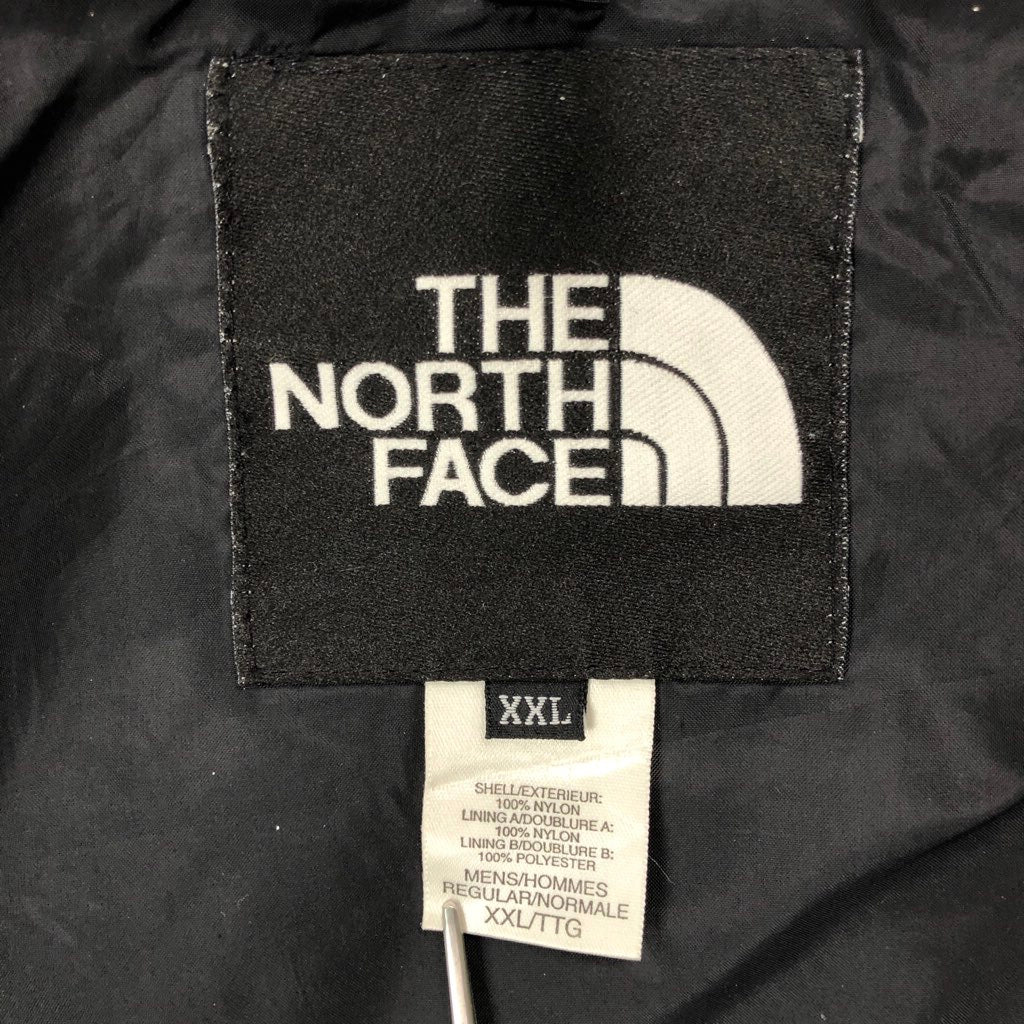 THE
NORTH
FACE
XXL
SHELL/EXTERIEUR:
100% NYLON
LINING A/DOUBLURE A:
100% NYLON
LINING B/DOUBLURE B:
100% POLYESTER
MENS/HOMMES
REGULAR/NORMALE
XXL/TTG